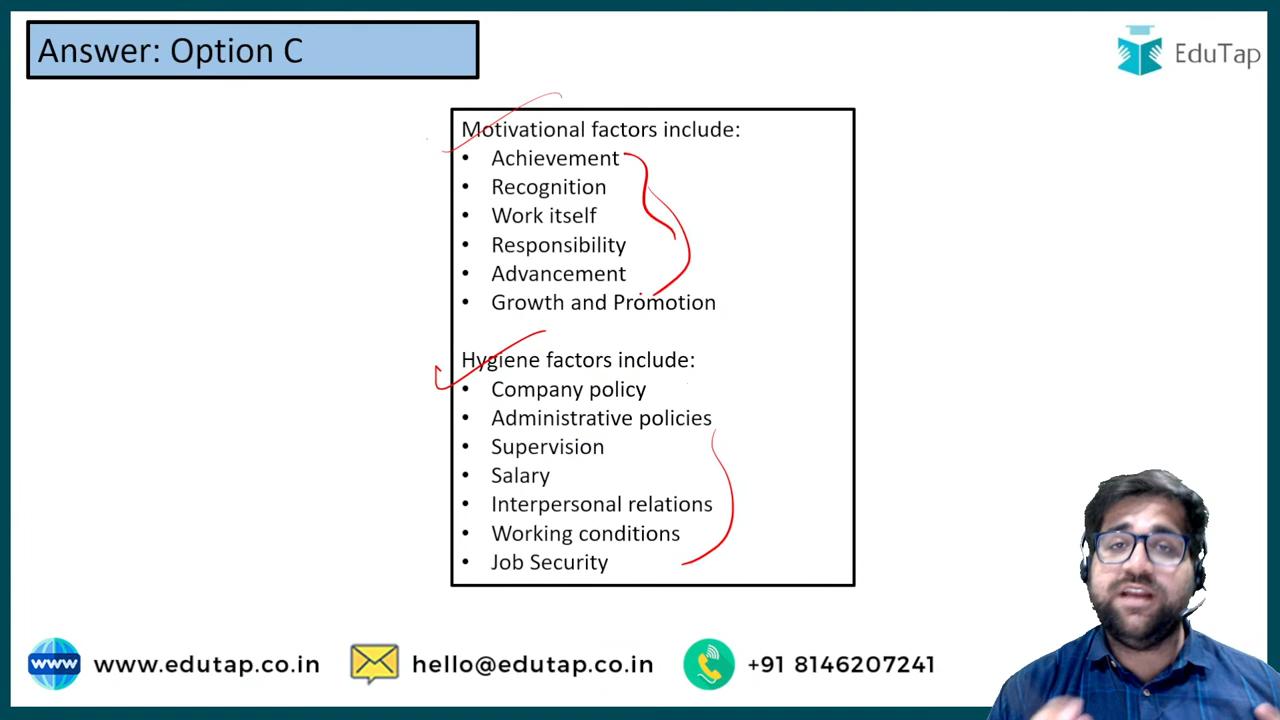 Answer: Option C
EduTap
Motivational factors include:
• Achievement
• Recognition
• Work itself
• Responsibility
• Advancement
• Growth and Promotion
Hygiene factors include:
• Company policy
• Administrative policies
• Supervision
• Salary
• Interpersonal relations
• Working conditions
• Job Security
www www.edutap.co.in hello@edutap.co.in +91 8146207241